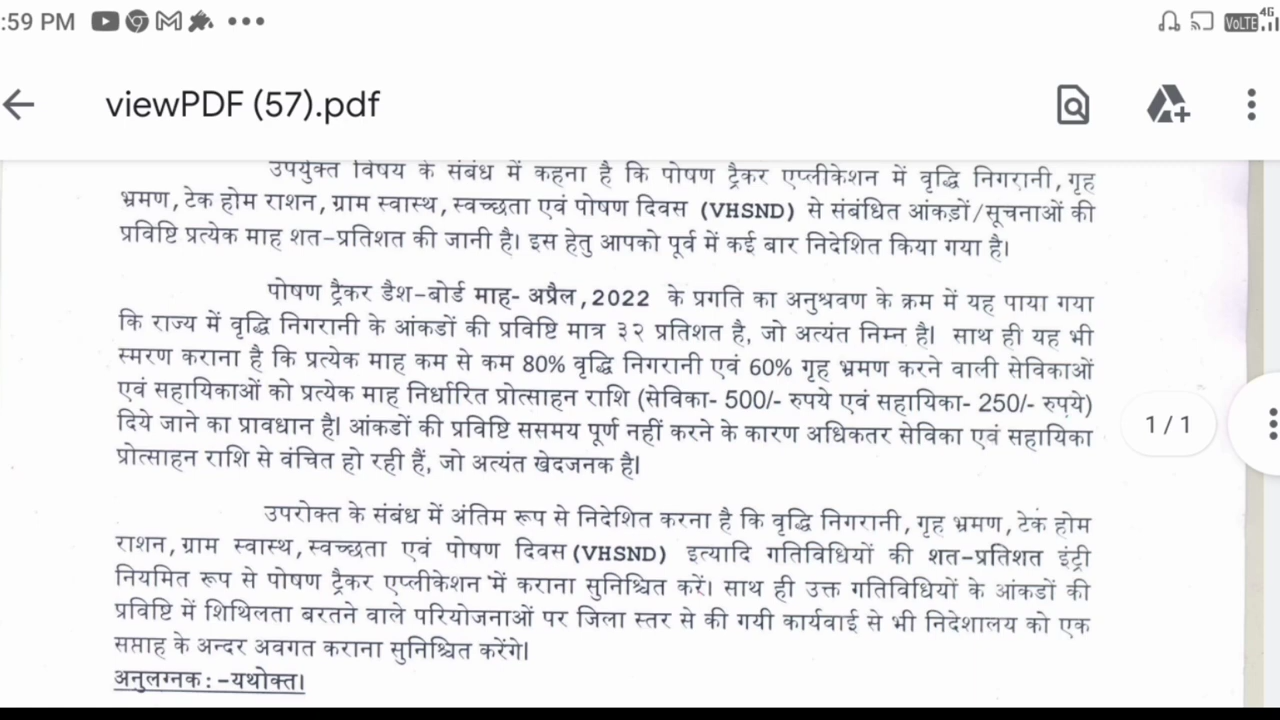 :59 PM
VoLTE 4G
viewPDF (57).pdf
उपर्युक्त विषय के संबंध में कहना है कि पोषण ट्रैकर एप्लीकेशन में वृद्धि निगरानी, गृह
भ्रमण, टेक होम राशन, ग्राम स्वास्थ, स्वच्छता एवं पोषण दिवस (VHSND) से संबंधित आंकड़ों/सूचनाओं की
प्रविष्टि प्रत्येक माह शत-प्रतिशत की जानी है। इस हेतु आपको पूर्व में कई बार निदेशित किया गया है।
पोषण ट्रैकर डैश-बोर्ड माह- अप्रैल, 2022 के प्रगति का अनुश्रवण के क्रम में यह पाया गया
कि राज्य में वृद्धि निगरानी के आंकडों की प्रविष्टि मात्र ३२ प्रतिशत है, जो अत्यंत निम्न है। साथ ही यह भी
स्मरण कराना है कि प्रत्येक माह कम से कम 80% वृद्धि निगरानी एवं 60% गृह भ्रमण करने वाली सेविकाओं
एवं सहायिकाओं को प्रत्येक माह निर्धारित प्रोत्साहन राशि (सेविका- 500/- रुपये एवं सहायिका- 250/- रुपये)
दिये जाने का प्रावधान है। आंकडों की प्रविष्टि ससमय पूर्ण नहीं करने के कारण अधिकतर सेविका एवं सहायिका
प्रोत्साहन राशि से वंचित हो रही हैं, जो अत्यंत खेदजनक है।
1 / 1
उपरोक्त के संबंध में अंतिम रूप से निदेशित करना है कि वृद्धि निगरानी, गृह भ्रमण, टेक होम
राशन, ग्राम स्वास्थ, स्वच्छता एवं पोषण दिवस (VHSND) इत्यादि गतिविधियों की शत-प्रतिशत इंट्री
नियमित रूप से पोषण ट्रैकर एप्लीकेशन में कराना सुनिश्चित करें। साथ ही उक्त गतिविधियों के आंकडों की
प्रविष्टि में शिथिलता बरतने वाले परियोजनाओं पर जिला स्तर से की गयी कार्यवाई से भी निदेशालय को एक
सप्ताह के अन्दर अवगत कराना सुनिश्चित करेंगे।
अनुलग्नक: -यथोक्त।